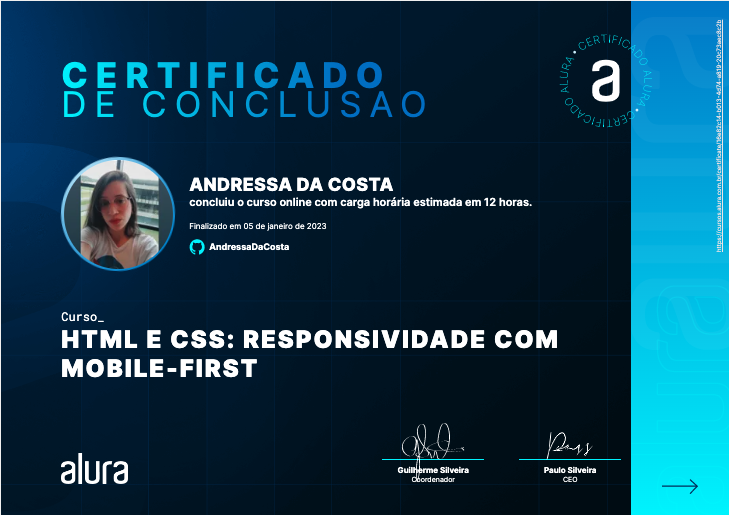 CERTIFICADO
DE CONCLUSAO
CERTIFICADO ALURA • CERTIFICADO ALURA •
a
ANDRESSA DA COSTA
concluiu o curso online com carga horária estimada em 12 horas.
Finalizado em 05 de janeiro de 2023
AndressaDaCosta
Curso_
HTML E CSS: RESPONSIVIDADE COM
MOBILE-FIRST
alura
Guilherme Silveira
Coordenador
Paulo Silveira
CEO